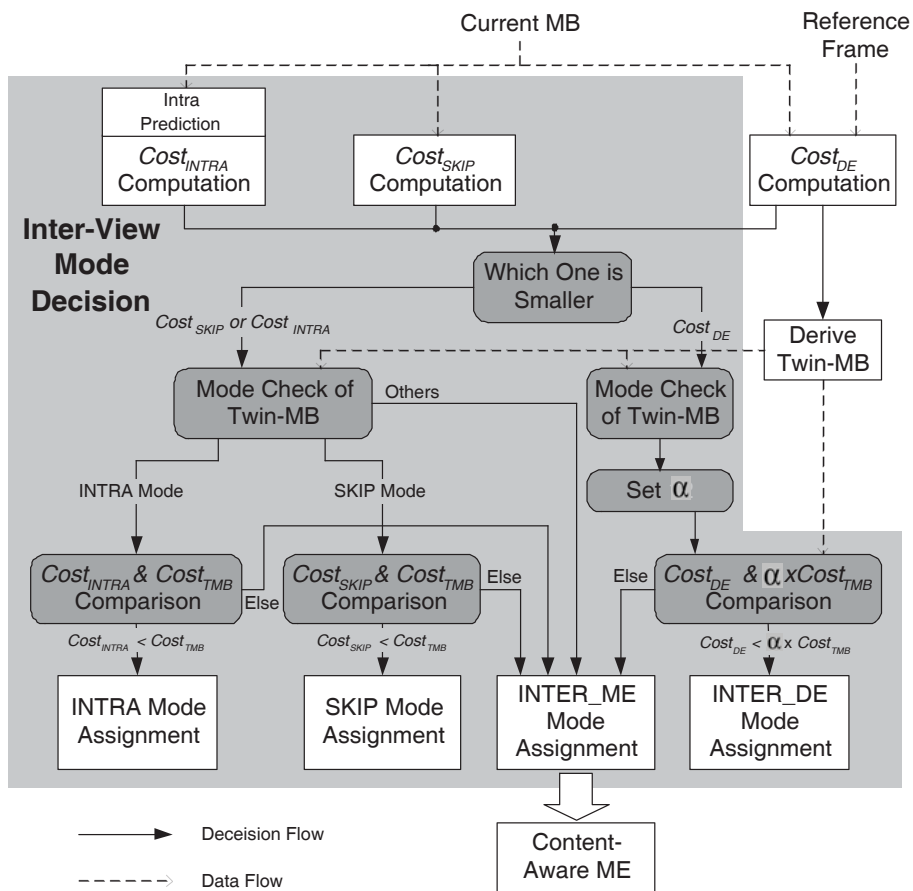 Current MB
Reference
Frame
Intra
Prediction
Cost_INTRA
Computation
Cost_SKIP
Computation
Cost_DE
Computation
Inter-View
Mode
Decision
Which One is
Smaller
Cost_SKIP or Cost_INTRA
Cost_DE
Derive
Twin-MB
Mode Check of
Twin-MB
Others
Mode Check
of Twin-MB
INTRA Mode
SKIP Mode
Set α
Cost_INTRA & Cost_TMB
Comparison
Else
Cost_SKIP & Cost_TMB
Comparison
Else
Else
Cost_DE & α xCost_TMB
Comparison
Cost_INTRA < Cost_TMB
Cost_SKIP < Cost_TMB
Cost_DE < α x Cost_TMB
INTRA Mode
Assignment
SKIP Mode
Assignment
INTER_ME
Mode
Assignment
INTER_DE
Mode
Assignment
Deceision Flow
Data Flow
Content-
Aware ME